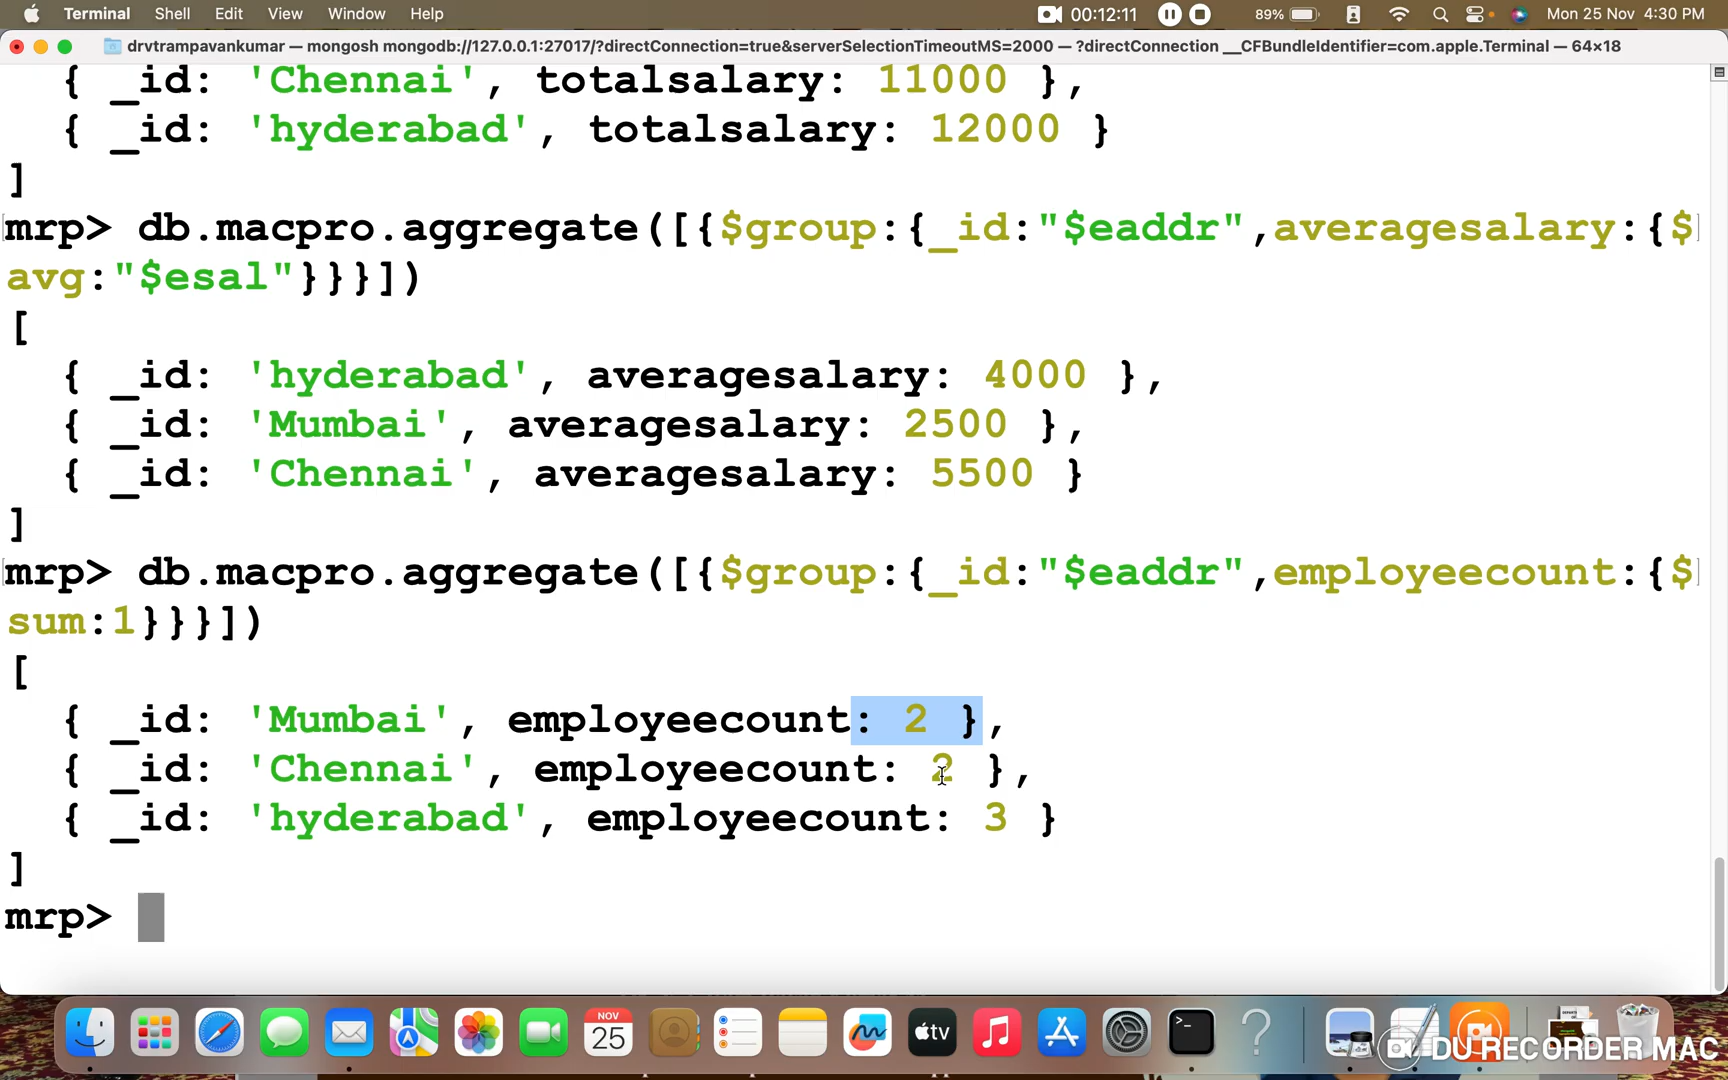 Terminal Shell Edit View Window Help 00:12:11 89% Mon 25 Nov 4:30 PM
drvtrampavankumar — mongosh mongodb://127.0.0.1:27017/?directConnection=true&serverSelectionTimeoutMS=2000 — ?directConnection __CFBundleIdentifier=com.apple.Terminal — 64×18
{ _id: 'Chennai', totalsalary: 11000 },
{ _id: 'hyderabad', totalsalary: 12000 }
]
mrp> db.macpro.aggregate([{$group:{_id:"$eaddr",averagesalary:{$
avg:"$esal"}}}])
[
{ _id: 'hyderabad', averagesalary: 4000 },
{ _id: 'Mumbai', averagesalary: 2500 },
{ _id: 'Chennai', averagesalary: 5500 }
]
mrp> db.macpro.aggregate([{$group:{_id:"$eaddr",employeecount:{$
sum:1}}}])
[
{ _id: 'Mumbai', employeecount: 2 },
{ _id: 'Chennai', employeecount: 2 },
{ _id: 'hyderabad', employeecount: 3 }
]
mrp>
NOV
25
tv
>_
?
DU RECORDER MAC